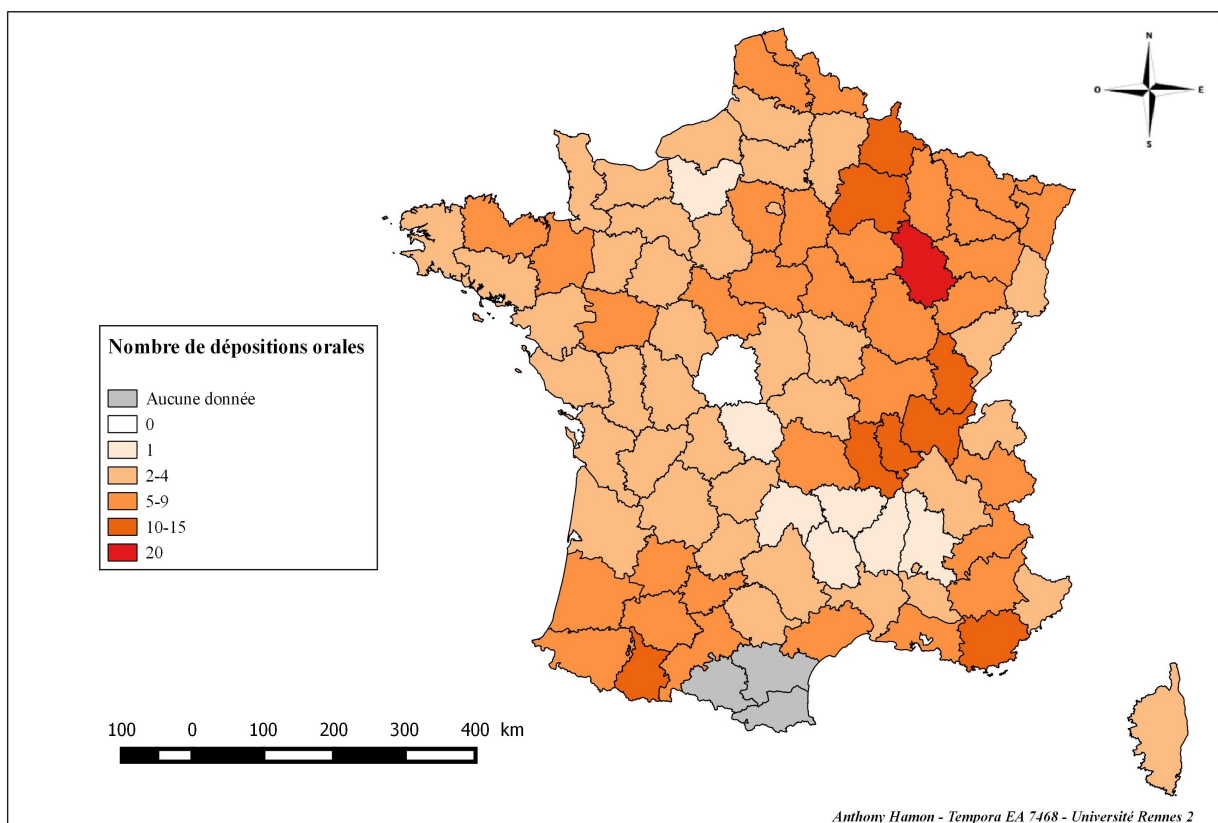 N
O
E
S
Nombre de dépositions orales
Aucune donnée
0
1
2-4
5-9
10-15
20
100 0 100 200 300 400 km
Anthony Hamon - Tempora EA 7468 - Université Rennes 2